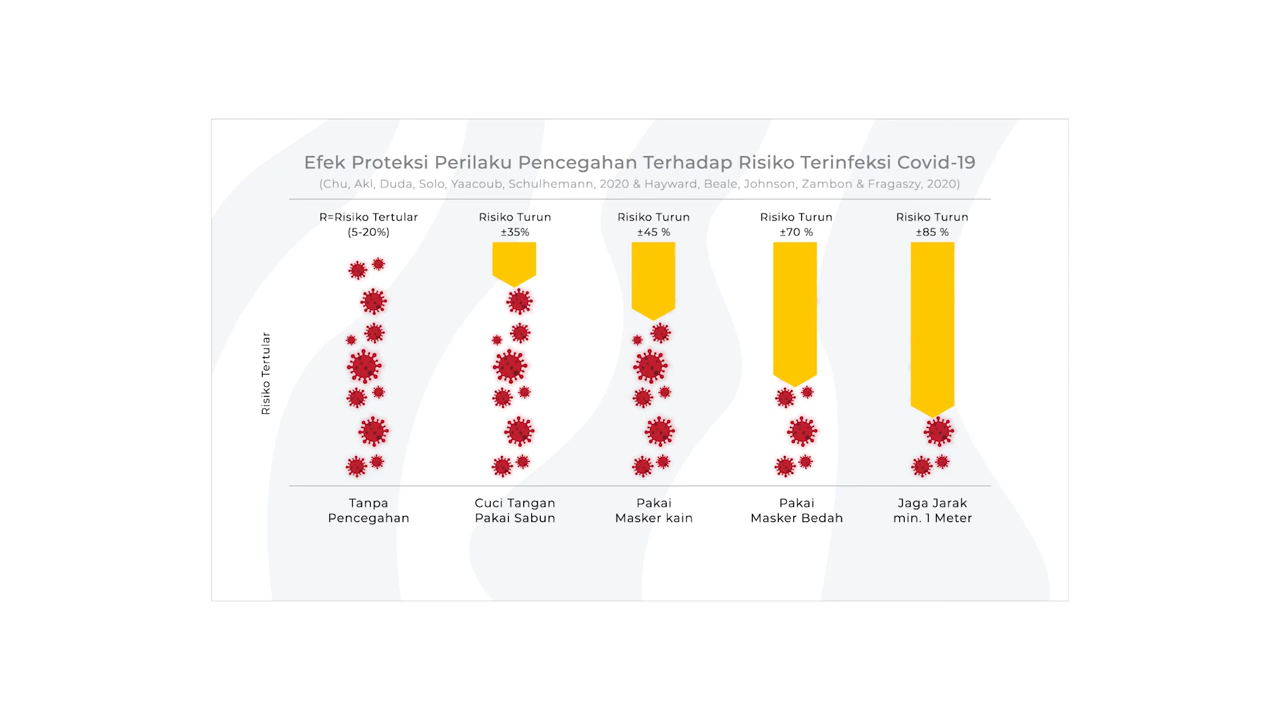 Efek Proteksi Perilaku Pencegahan Terhadap Risiko Terinfeksi Covid-19
(Chu, Akl, Duda, Solo, Yaacoub, Schulhemann, 2020 & Hayward, Beale, Johnson, Zambon & Fragaszy, 2020)
R=Risiko Tertular
(5-20%)
Risiko Turun
±35%
Risiko Turun
±45 %
Risiko Turun
±70 %
Risiko Turun
±85 %
Risiko Tertular
Tanpa
Pencegahan
Cuci Tangan
Pakai Sabun
Pakai
Masker kain
Pakai
Masker Bedah
Jaga Jarak
min. 1 Meter